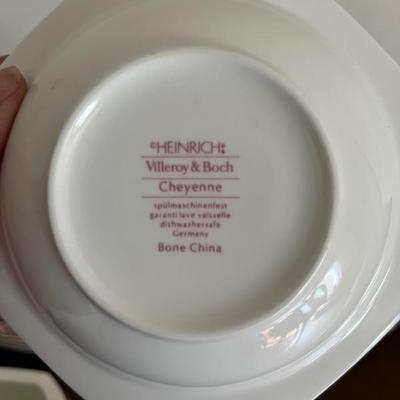 ©HEINRICH
Villeroy & Boch
Cheyenne
spülmaschinenfest
garanti lave vaisselle
dishwashersafe
Germany
Bone China